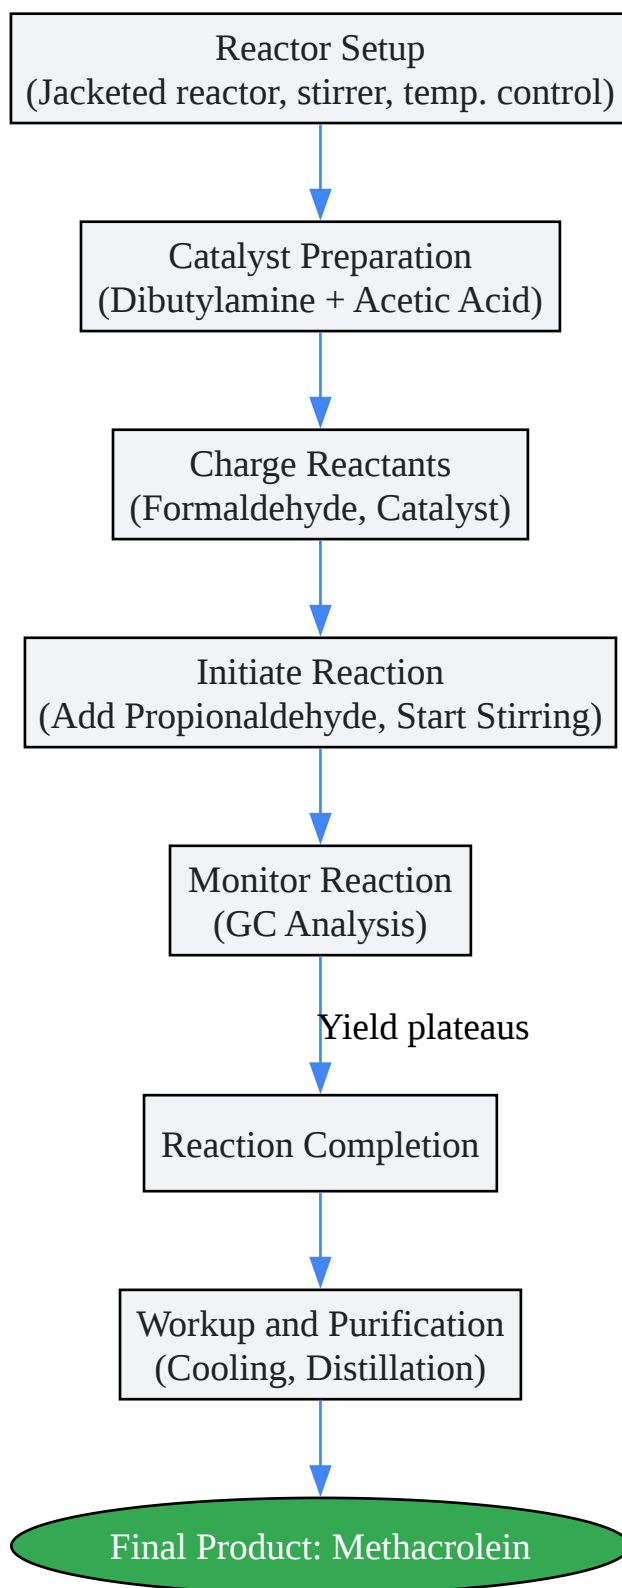 Reactor Setup
(Jacketed reactor, stirrer, temp. control)
Catalyst Preparation
(Dibutylamine + Acetic Acid)
Charge Reactants
(Formaldehyde, Catalyst)
Initiate Reaction
(Add Propionaldehyde, Start Stirring)
Monitor Reaction
(GC Analysis)
Yield plateaus
Reaction Completion
Workup and Purification
(Cooling, Distillation)
Final Product: Methacrolein